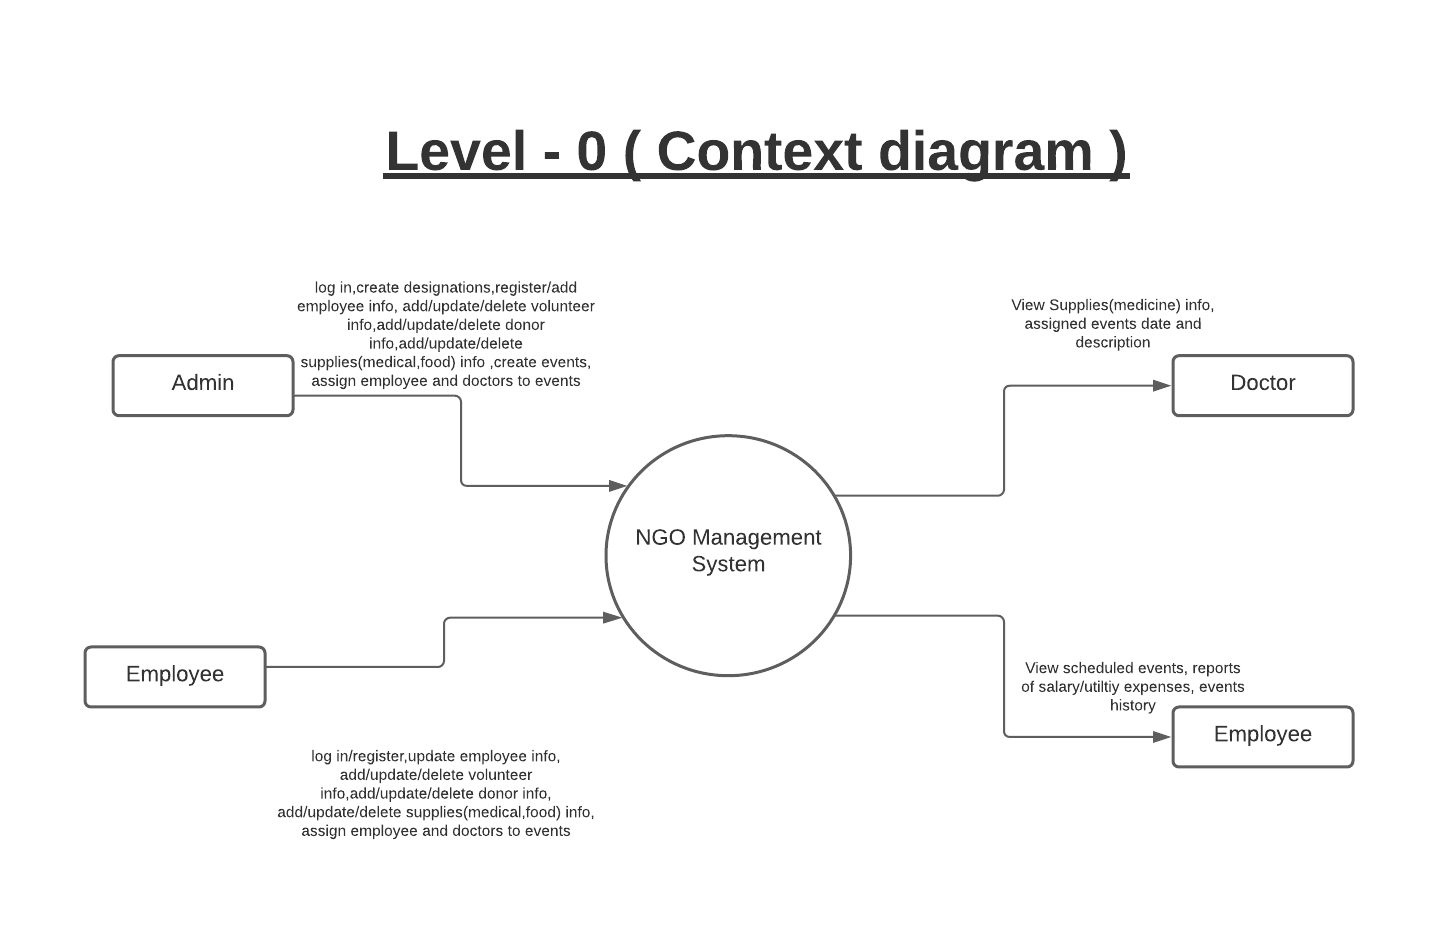 Level - 0 ( Context diagram )
log in,create designations,register/add
employee info, add/update/delete volunteer
info,add/update/delete donor
info,add/update/delete
supplies(medical,food) info ,create events,
assign employee and doctors to events
Admin
View Supplies(medicine) info,
assigned events date and
description
Doctor
NGO Management
System
Employee
log in/register,update employee info,
add/update/delete volunteer
info,add/update/delete donor info,
add/update/delete supplies(medical,food) info,
assign employee and doctors to events
View scheduled events, reports
of salary/utiltiy expenses, events
history
Employee